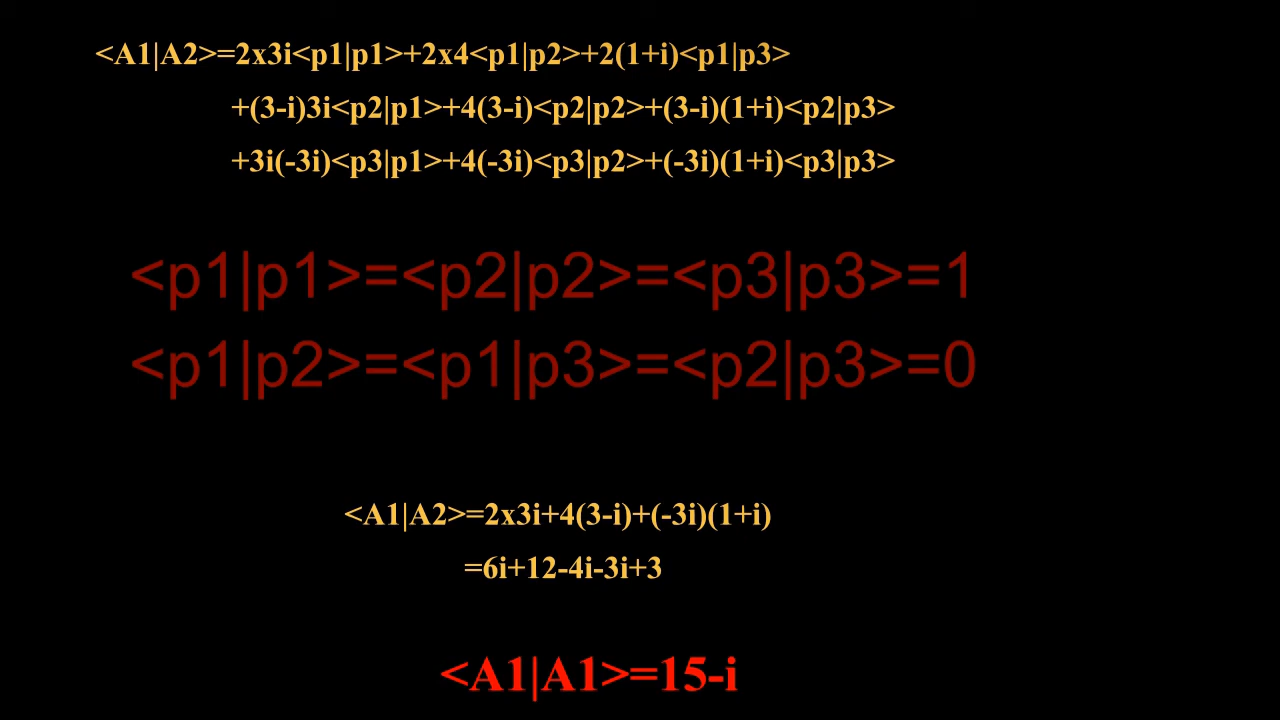 <A1|A2>=2x3i<p1|p1>+2x4<p1|p2>+2(1+i)<p1|p3>
+(3-i)3i<p2|p1>+4(3-i)<p2|p2>+(3-i)(1+i)<p2|p3>
+3i(-3i)<p3|p1>+4(-3i)<p3|p2>+(-3i)(1+i)<p3|p3>
<p1|p1>=<p2|p2>=<p3|p3>=1
<p1|p2>=<p1|p3>=<p2|p3>=0
<A1|A2>=2x3i+4(3-i)+(-3i)(1+i)
=6i+12-4i-3i+3
<A1|A1>=15-i